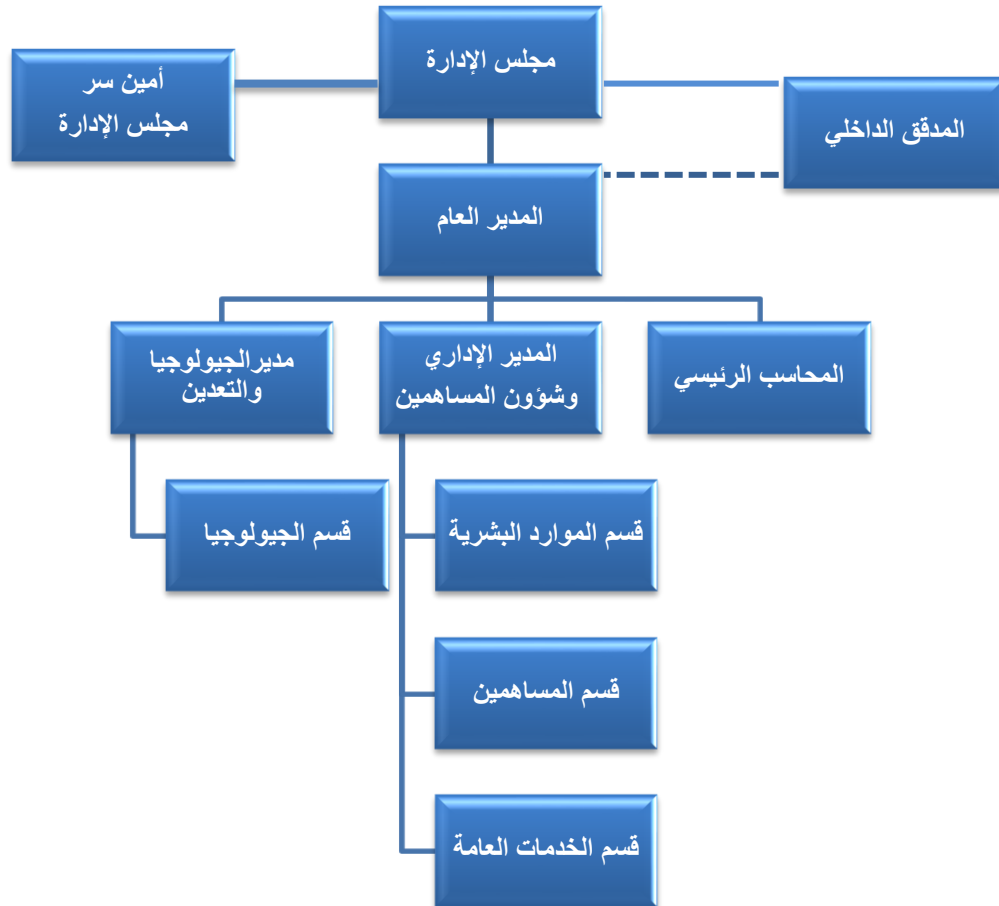 مجلس الإدارة
أمين سر
مجلس الإدارة
المدقق الداخلي
المدير العام
المحاسب الرئيسي
المدير الإداري
وشؤون المساهمين
مديرالجيولوجيا
والتعدين
قسم الموارد البشرية
قسم الجيولوجيا
قسم المساهمين
قسم الخدمات العامة